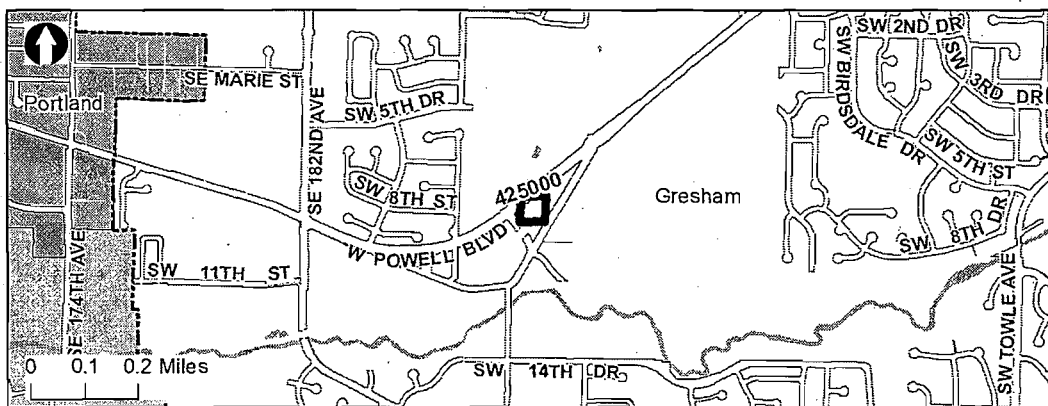 SW 2ND DR
SE MARIE ST
Portland
SE 182ND AVE
SW 5TH DR
SW BIRDSDALE DR
SW 3RD DR
SW 5TH ST
SW 8TH ST
425000
Gresham
W POWELL BLVD
SW 8TH DR
SW 11TH ST
SE 174TH AVE
SW TOWLE AVE
0 0.1 0.2 Miles
SW 14TH DR